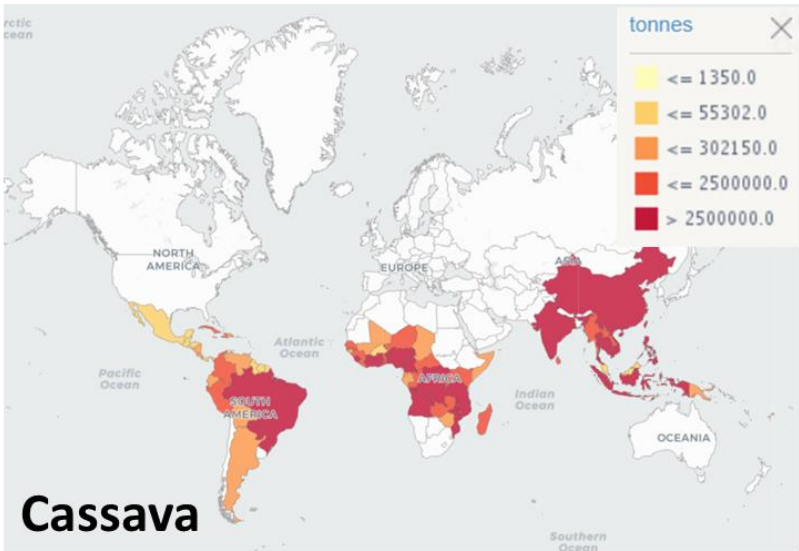 rctic
cean
tonnes
<= 1350.0
<= 55302.0
<= 302150.0
<= 2500000.0
> 2500000.0
NORTH
AMERICA
EUROPE
ASIA
Atlantic
Ocean
Pacific
Ocean
AFRICA
SOUTH
AMERICA
Indian
Ocean
OCEANIA
Cassava
Southern
Ocean